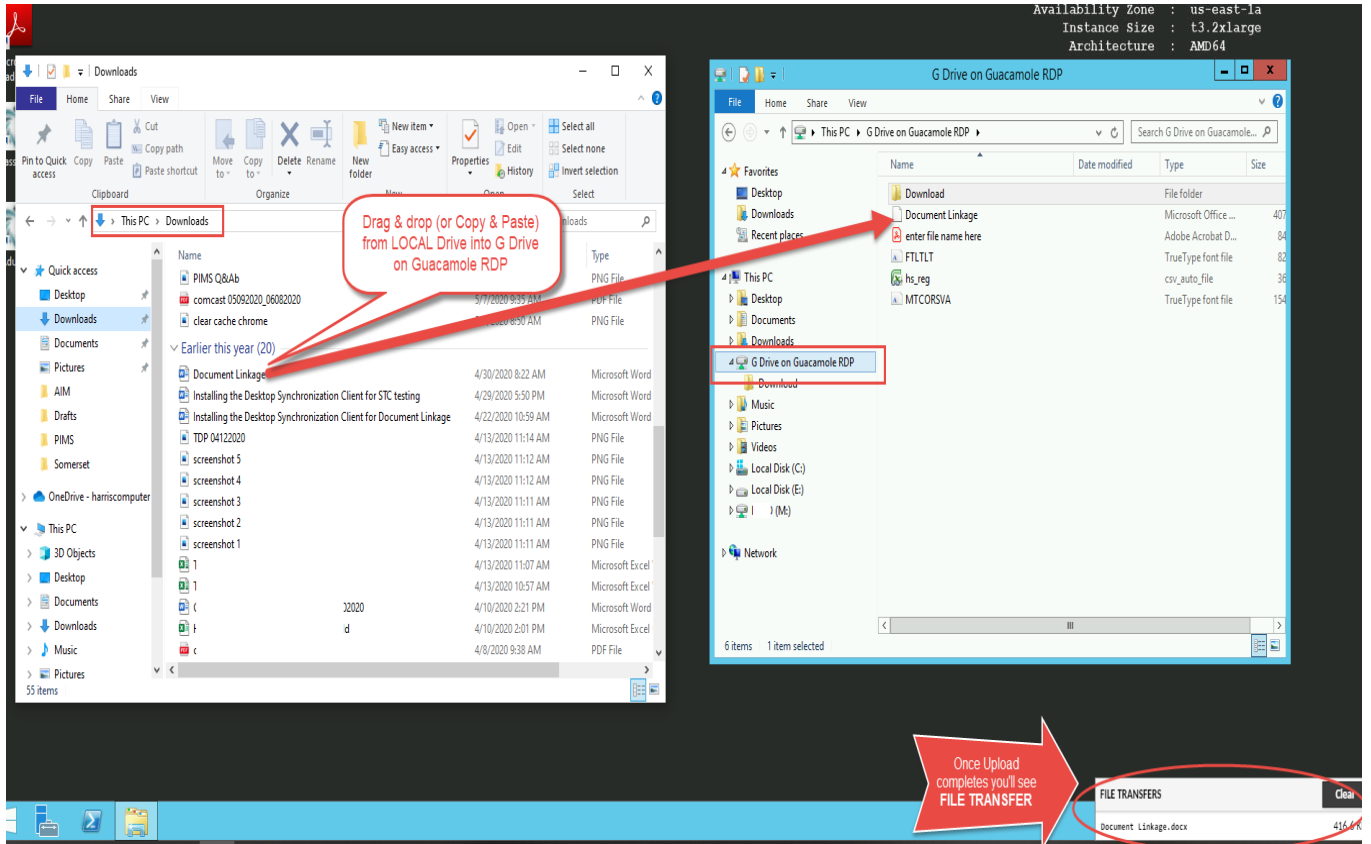 Availability Zone : us-east-1a
Instance Size : t3.2xlarge
Architecture : AMD64
Downloads
File Home Share View
Pin to Quick access
Copy
Paste
Cut
Copy path
Paste shortcut
Move to
Copy to
Delete
Rename
New folder
New item
Easy access
Properties
Open
Edit
History
Select all
Select none
Invert selection
Clipboard
Organize
New
Open
Select
This PC > Downloads
Drag & drop (or Copy & Paste)
from LOCAL Drive into G Drive
on Guacamole RDP
Quick access
Desktop
Downloads
Documents
Pictures
AIM
Drafts
PIMS
Somerset
OneDrive - harriscomputer
This PC
3D Objects
Desktop
Documents
Downloads
Music
Pictures
55 items
Name Type
PIMS Q&Ab PNG File
comcast 05092020_06082020 5/7/2020 9:35 AM PDF File
clear cache chrome 8:50 AM PNG File
Earlier this year (20)
Document Linkage 4/30/2020 8:22 AM Microsoft Word
Installing the Desktop Synchronization Client for STC testing 4/29/2020 5:50 PM Microsoft Word
Installing the Desktop Synchronization Client for Document Linkage 4/22/2020 10:59 AM Microsoft Word
TDP 04122020 4/13/2020 11:14 AM PNG File
screenshot 5 4/13/2020 11:12 AM PNG File
screenshot 4 4/13/2020 11:12 AM PNG File
screenshot 3 4/13/2020 11:11 AM PNG File
screenshot 2 4/13/2020 11:11 AM PNG File
screenshot 1 4/13/2020 11:11 AM PNG File
4/13/2020 11:07 AM Microsoft Excel
4/13/2020 10:57 AM Microsoft Excel
2020 4/10/2020 2:21 PM Microsoft Word
4/10/2020 2:01 PM Microsoft Excel
4/8/2020 9:38 AM PDF File
G Drive on Guacamole RDP
File Home Share View
This PC G Drive on Guacamole RDP
Search G Drive on Guacamole...
Favorites
Desktop
Downloads
Recent places
This PC
Desktop
Documents
Downloads
G Drive on Guacamole RDP
Download
Music
Pictures
Videos
Local Disk (C:)
Local Disk (E:)
(M:)
Network
Name Date modified Type Size
Download File folder
Document Linkage Microsoft Office ... 407
enter file name here Adobe Acrobat D... 84
FTLTLT TrueType font file 82
hs_reg csv_auto_file 36
MTCORSVA TrueType font file 154
6 items 1 item selected
Once Upload
completes you'll see
FILE TRANSFER
FILE TRANSFERS Clear
Document Linkage.docx 416.6